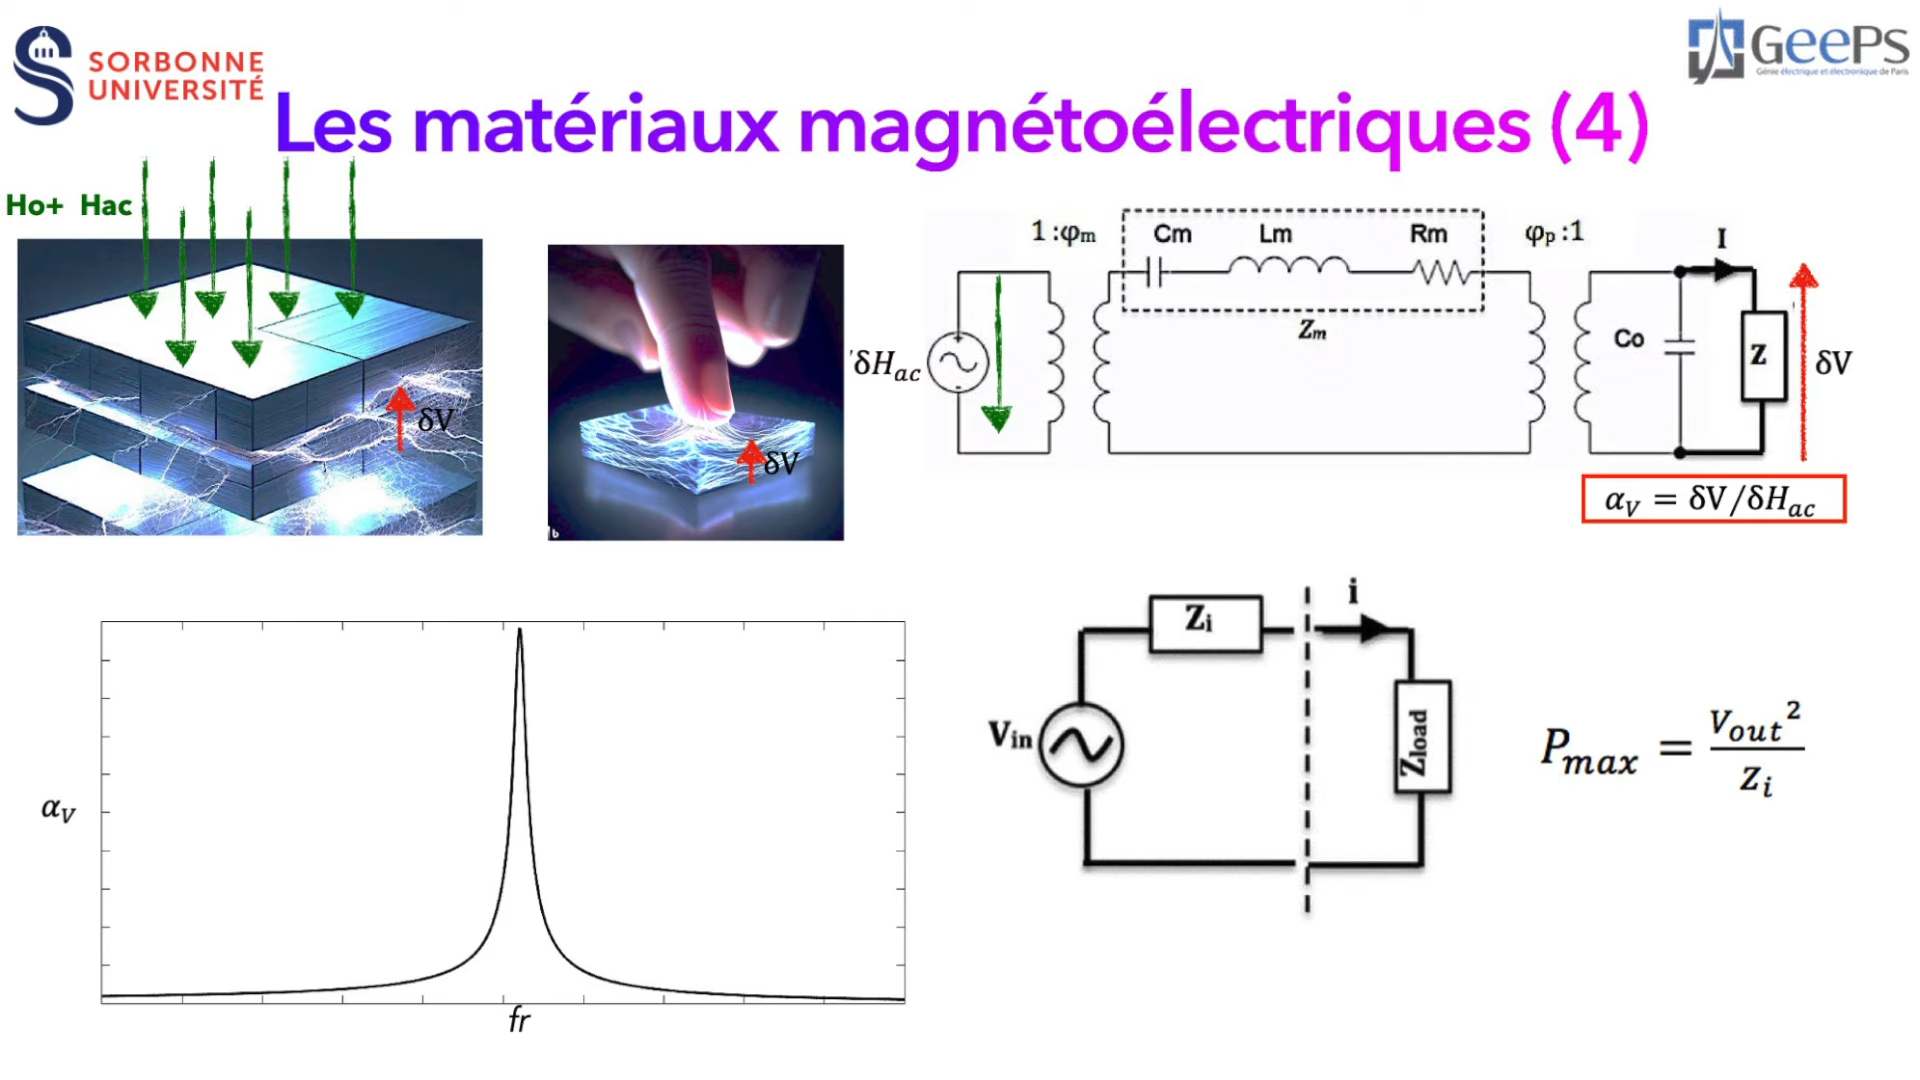 SORBONNE
UNIVERSITÉ
GeePs
Génie électrique et électronique de Paris
Les matériaux magnétoélectriques (4)
Ho+ Hac
δV
δV
b
1:φm
Cm
Lm
Rm
φp:1
Zm
δHac
Co
I
Z
δV
αV = δV/δHac
αV
fr
Zi
i
Vin
Zload
Pmax = Vout² / Zi